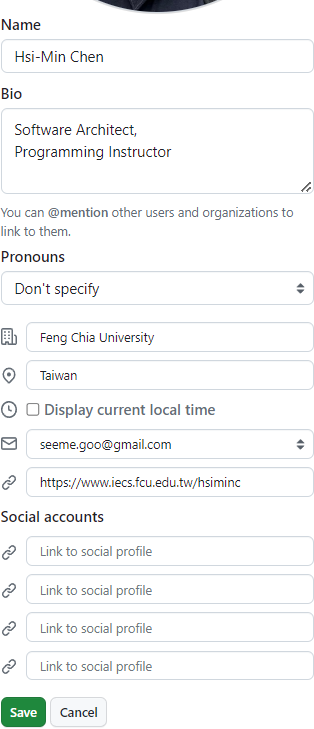 Name
Hsi-Min Chen
Bio
Software Architect,
Programming Instructor
You can @mention other users and organizations to
link to them.
Pronouns
Don't specify
Feng Chia University
Taiwan
Display current local time
seeme.goo@gmail.com
https://www.iecs.fcu.edu.tw/hsiminc
Social accounts
Link to social profile
Link to social profile
Link to social profile
Link to social profile
Save Cancel